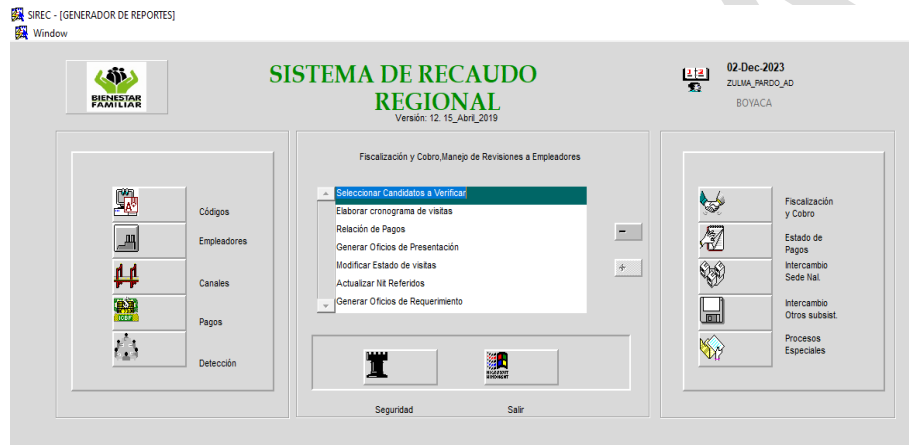 SIREC - [GENERADOR DE REPORTES]
Window
BIENESTAR
FAMILIAR
SISTEMA DE RECAUDO
REGIONAL
Versión: 12. 15_Abril_2019
02-Dec-2023
ZULMA_PARDO_AD
BOYACA
Códigos
Empleadores
Canales
Pagos
Detección
Fiscalización y Cobro,Manejo de Revisiones a Empleadores
Seleccionar Candidatos a Verificar
Elaborar cronograma de visitas
Relación de Pagos
Generar Oficios de Presentación
Modificar Estado de visitas
Actualizar Nit Referidos
Generar Oficios de Requerimiento
Seguridad
Salir
Fiscalización
y Cobro
Estado de
Pagos
Intercambio
Sede Nal.
Intercambio
Otros subsist.
Procesos
Especiales